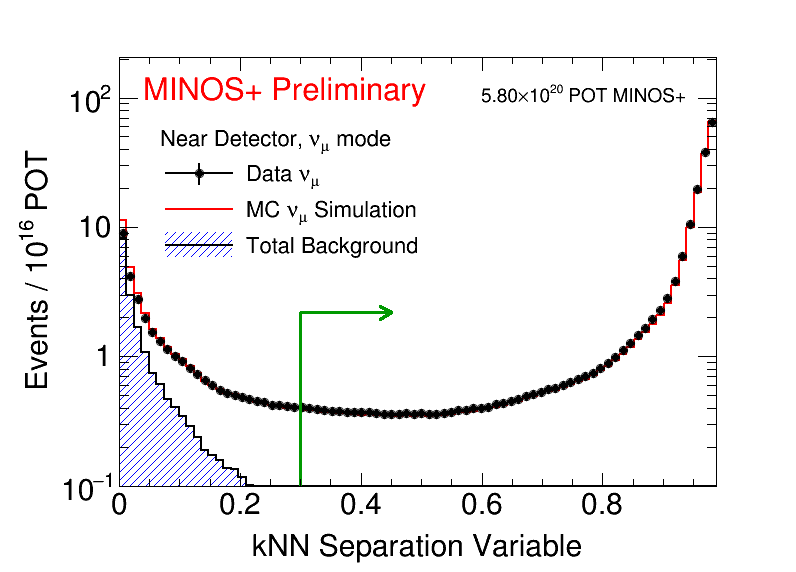 MINOS+ Preliminary
5.80×10²⁰ POT MINOS+
Near Detector, νμ mode
Data νμ
MC νμ Simulation
Total Background
Events / 10¹⁶ POT
10²
10
1
10⁻¹
0 0.2 0.4 0.6 0.8
kNN Separation Variable